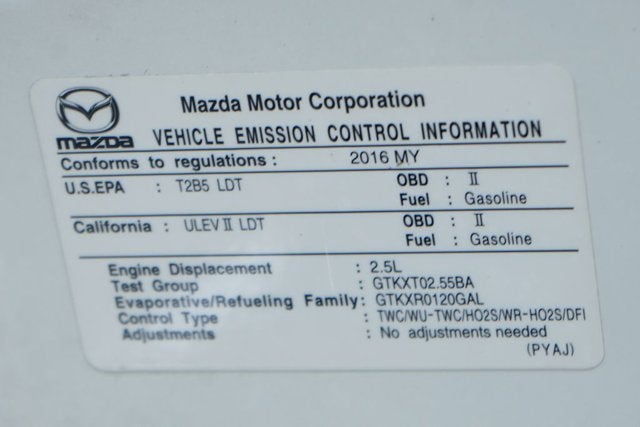 Mazda Motor Corporation
mazda VEHICLE EMISSION CONTROL INFORMATION
Conforms to regulations : 2016 MY
U.S.EPA : T2B5 LDT OBD : II
Fuel : Gasoline
California : ULEV II LDT OBD : II
Fuel : Gasoline
Engine Displacement : 2.5L
Test Group : GTKXT02.55BA
Evaporative/Refueling Family : GTKXR0120GAL
Control Type : TWC/WU-TWC/HO2S/WR-HO2S/DFI
Adjustments : No adjustments needed
(PYAJ)